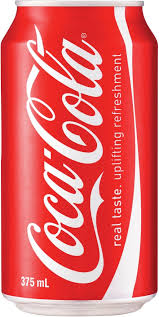 Coca-Cola®
real taste. uplifting refreshment
375 mL